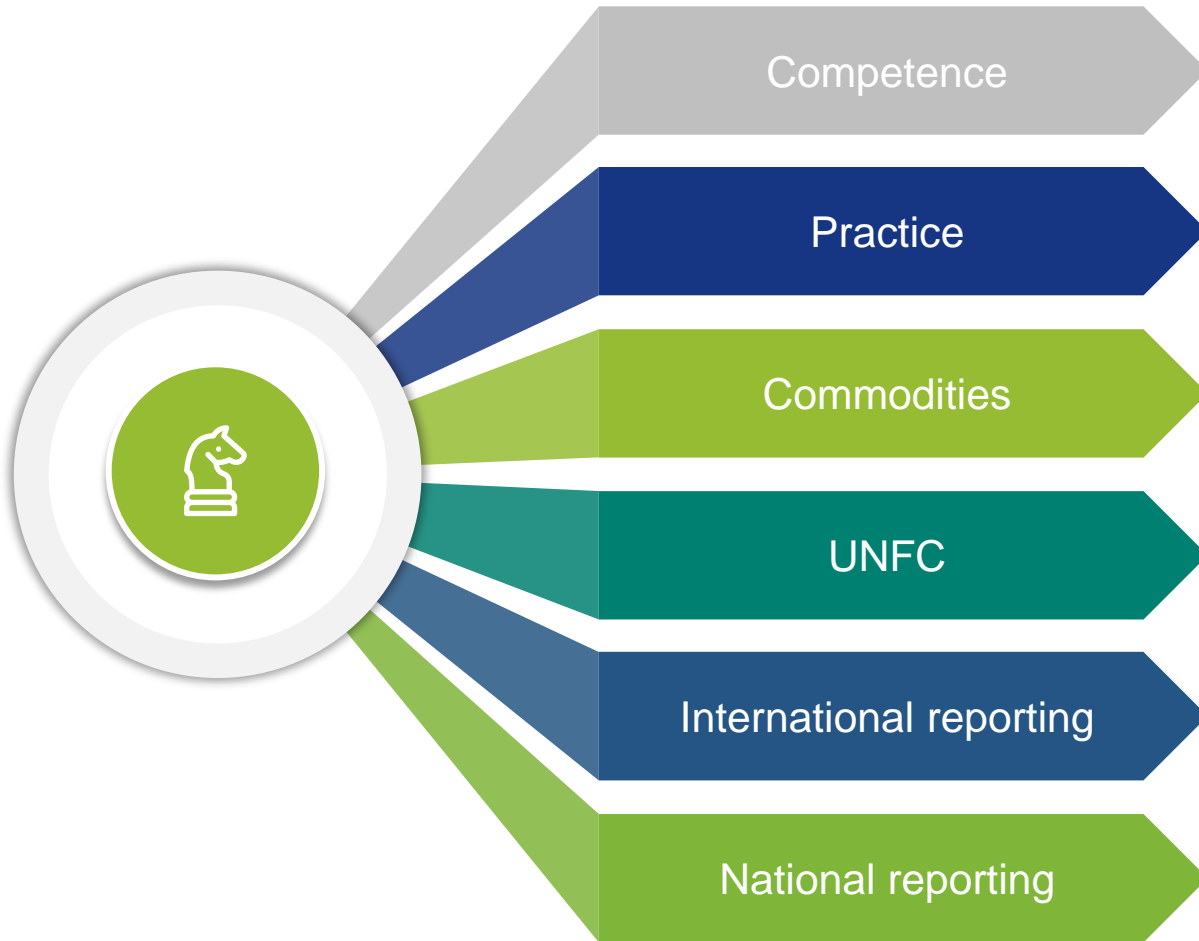 Competence
Practice
Commodities
UNFC
International reporting
National reporting